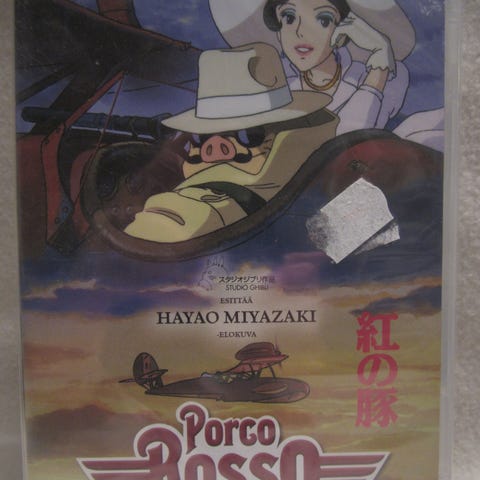 スタジオジブリ作品
STUDIO GHIBLI
ESITTÄÄ
HAYAO MIYAZAKI
-ELOKUVA
紅の豚
PORCO
ROSSO